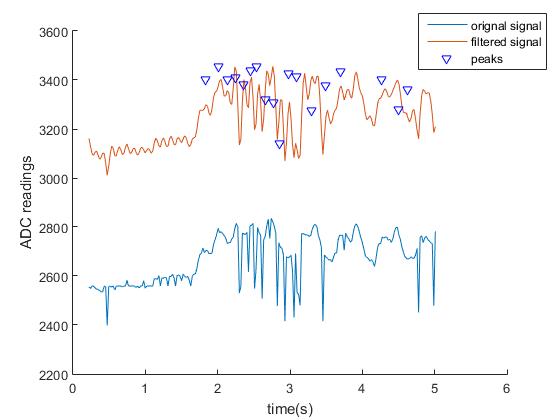 orignal signal
filtered signal
peaks
3600
3400
3200
3000
2800
2600
2400
2200
ADC readings
0 1 2 3 4 5 6
time(s)